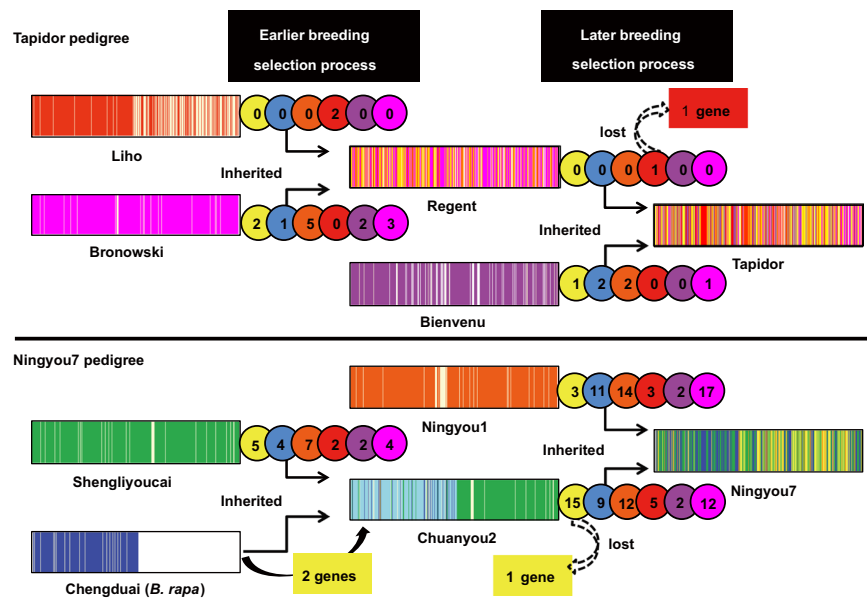 Tapidor pedigree
Earlier breeding
selection process
Later breeding
selection process
1 gene
lost
0 0 0 2 0 0
Liho
Inherited
0 0 0 1 0 0
Regent
2 1 5 0 2 3
Bronowski
Inherited
Tapidor
1 2 2 0 0 1
Bienvenu
Ningyou7 pedigree
3 11 14 3 2 17
Ningyou1
5 4 7 2 2 4
Shengliyoucai
Inherited
Ningyou7
Inherited
15 9 12 5 2 12
Chuanyou2
lost
2 genes
1 gene
Chengduai (B. rapa)